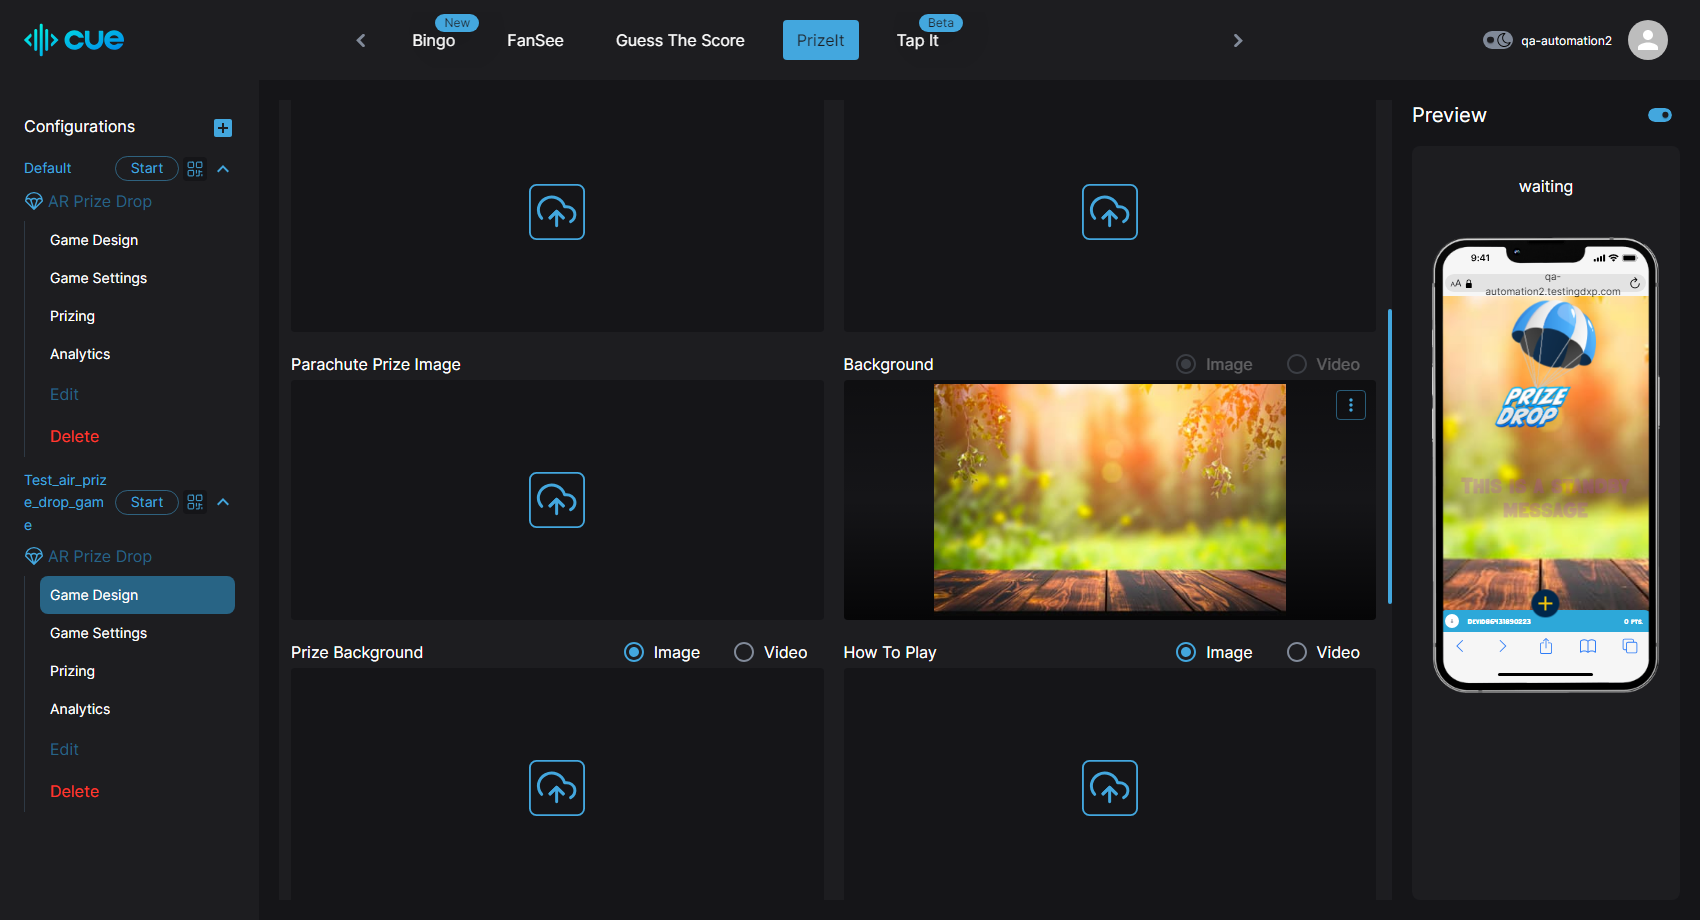 cue
Bingo
New
FanSee
Guess The Score
PrizeIt
Tap It
Beta
qa-automation2
Configurations
Default
Start
AR Prize Drop
Game Design
Game Settings
Prizing
Analytics
Edit
Delete
Test_air_priz
e_drop_gam
e
Start
AR Prize Drop
Game Design
Game Settings
Prizing
Analytics
Edit
Delete
Parachute Prize Image
Background
Image
Video
Prize Background
Image
Video
How To Play
Image
Video
Preview
waiting
9:41
AA
qa-
automation2.testingdxp.com
PRIZE
DROP
THIS IS A STANDBY
MESSAGE
0 PTS.